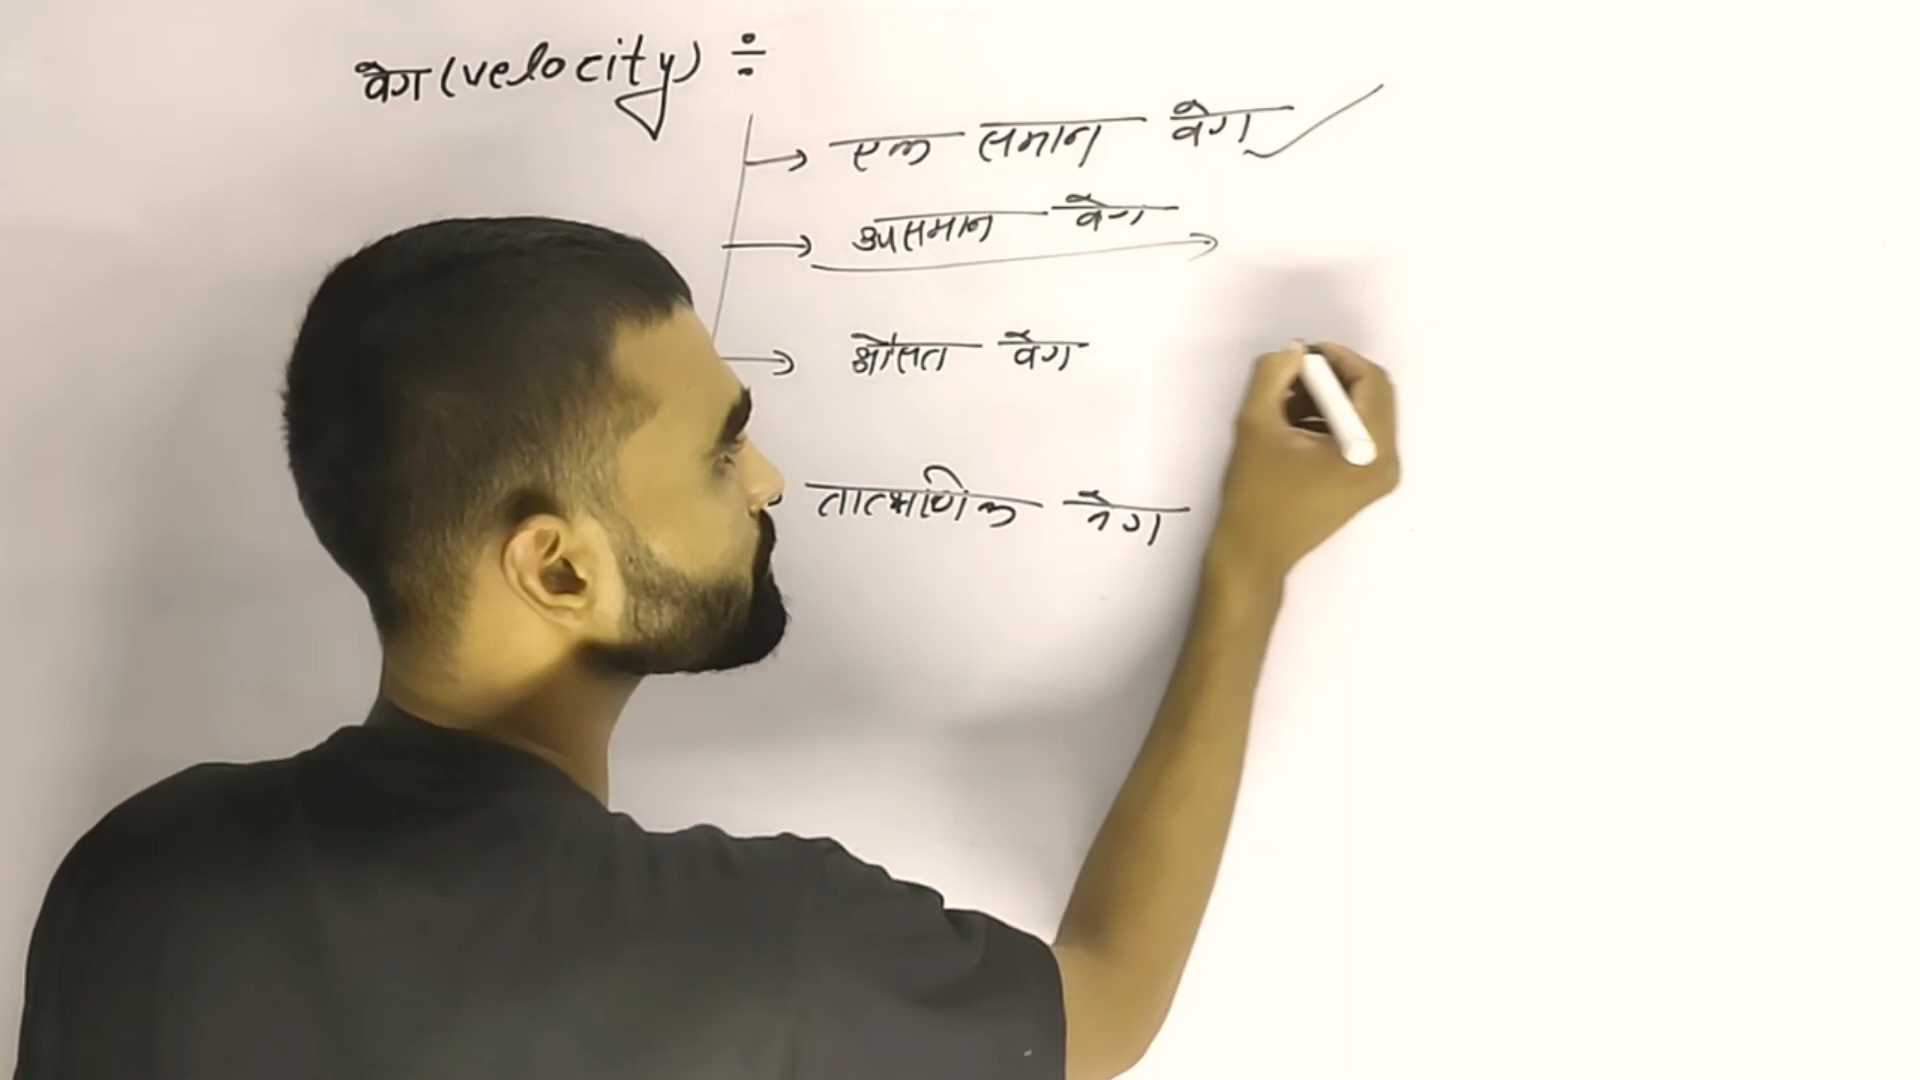 वेग (velocity) ÷
→ एक समान वेग ✓
→ असमान वेग
→ औसत वेग
तात्क्षणिक वेग